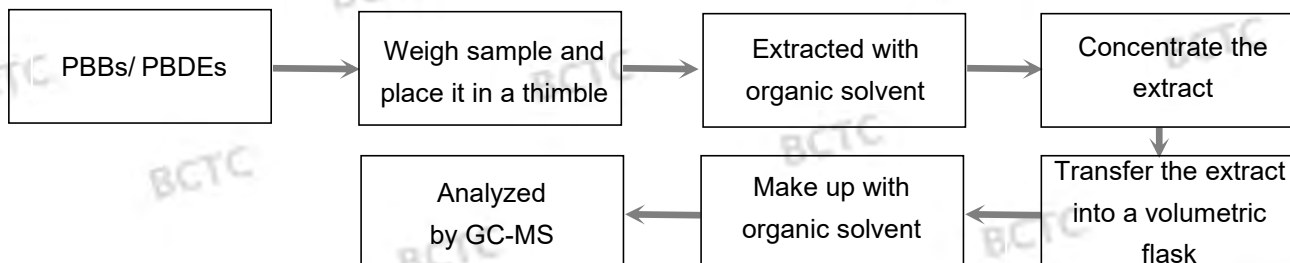 PBBs/ PBDEs
Weigh sample and
place it in a thimble
Extracted with
organic solvent
Concentrate the
extract
Transfer the extract
into a volumetric
flask
Make up with
organic solvent
Analyzed
by GC-MS
BCTC
BCTC
BCTC
BCTC
BCTC
BCTC
BCTC